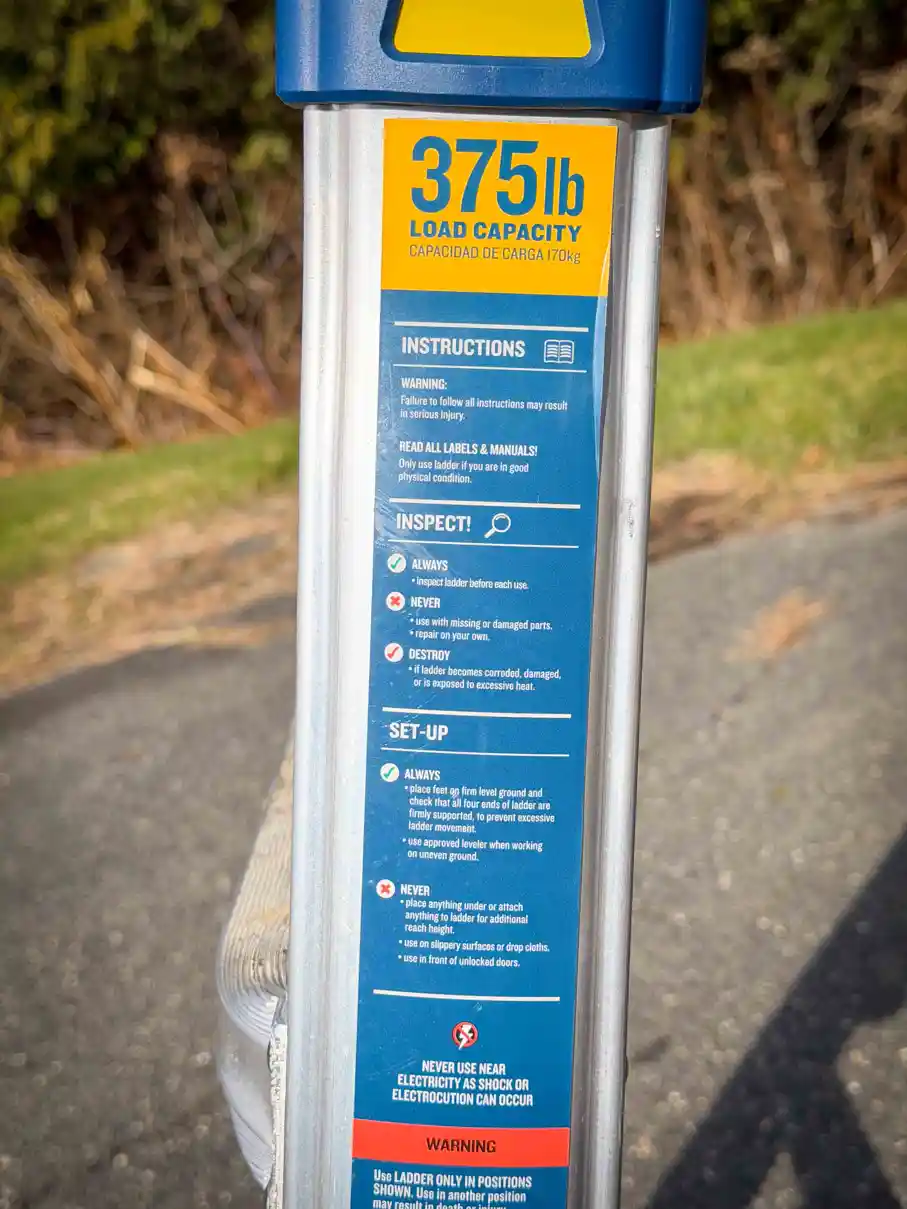 375lb
LOAD CAPACITY
CAPACIDAD DE CARGA 170kg
INSTRUCTIONS
WARNING:
Failure to follow all instructions may result
in serious injury.
READ ALL LABELS & MANUALS!
Only use ladder if you are in good
physical condition.
INSPECT!
ALWAYS
• inspect ladder before each use.
NEVER
• use with missing or damaged parts.
• repair on your own.
DESTROY
• if ladder becomes corroded, damaged,
or is exposed to excessive heat.
SET-UP
ALWAYS
• place feet on firm level ground and
check that all four ends of ladder are
firmly supported, to prevent excessive
ladder movement.
• use approved leveler when working
on uneven ground.
NEVER
• place anything under or attach
anything to ladder for additional
reach height.
• use on slippery surfaces or drop cloths.
• use in front of unlocked doors.
NEVER USE NEAR
ELECTRICITY AS SHOCK OR
ELECTROCUTION CAN OCCUR
WARNING
Use LADDER ONLY IN POSITIONS
SHOWN. Use in another position
may result in death or injury.